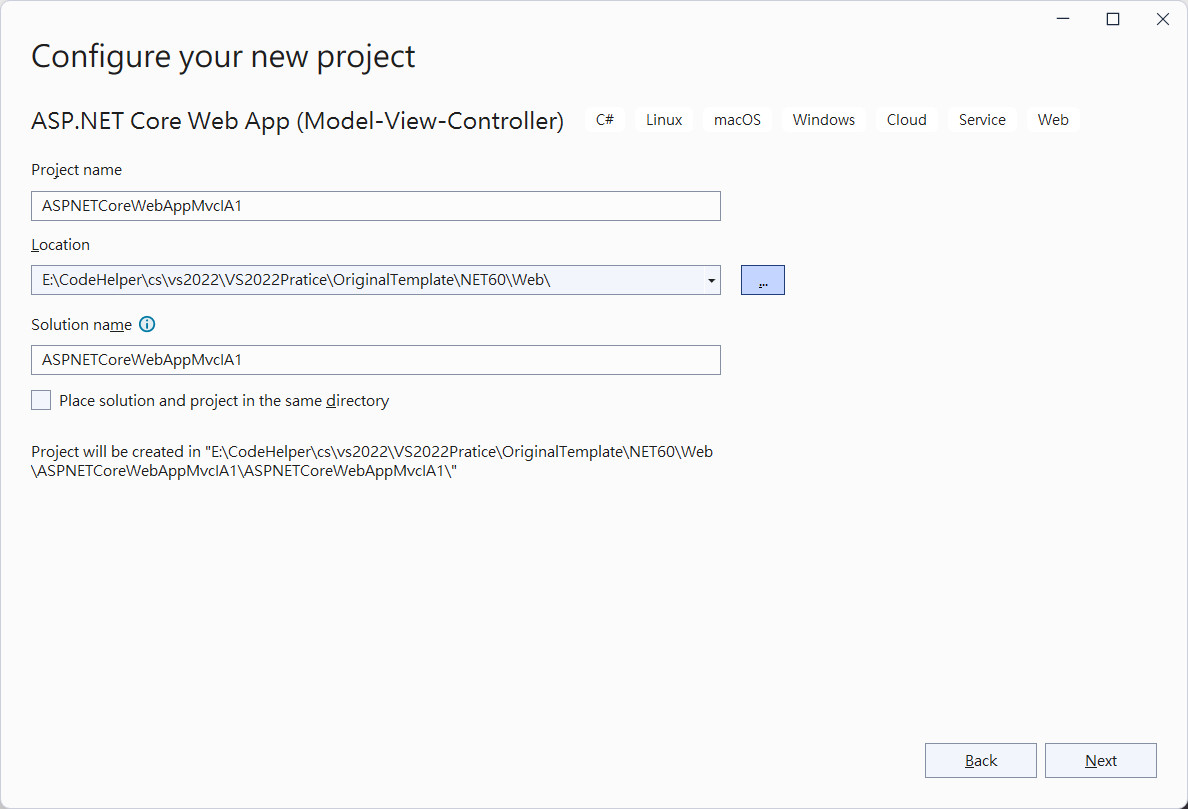 Configure your new project
ASP.NET Core Web App (Model-View-Controller) C# Linux macOS Windows Cloud Service Web
Project name
ASPNETCoreWebAppMvcIA1
Location
E:\CodeHelper\cs\vs2022\VS2022Pratice\OriginalTemplate\NET60\Web\
...
Solution name
ASPNETCoreWebAppMvcIA1
Place solution and project in the same directory
Project will be created in "E:\CodeHelper\cs\vs2022\VS2022Pratice\OriginalTemplate\NET60\Web
\ASPNETCoreWebAppMvcIA1\ASPNETCoreWebAppMvcIA1\"
Back Next